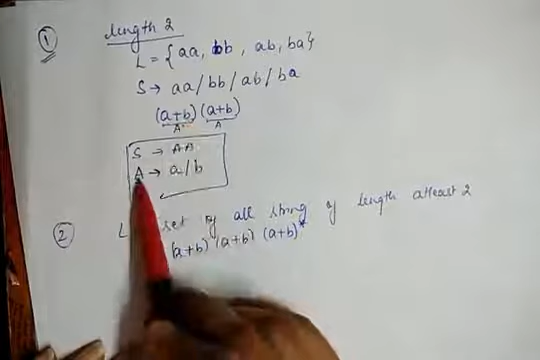 ① length 2
L = { aa, bb , ab, ba}
S → aa/bb/ab/ba
(a+b) (a+b)
A A
S → AA
A → a/b
② L set of all string of length atleast 2
(a+b) (a+b) (a+b)*